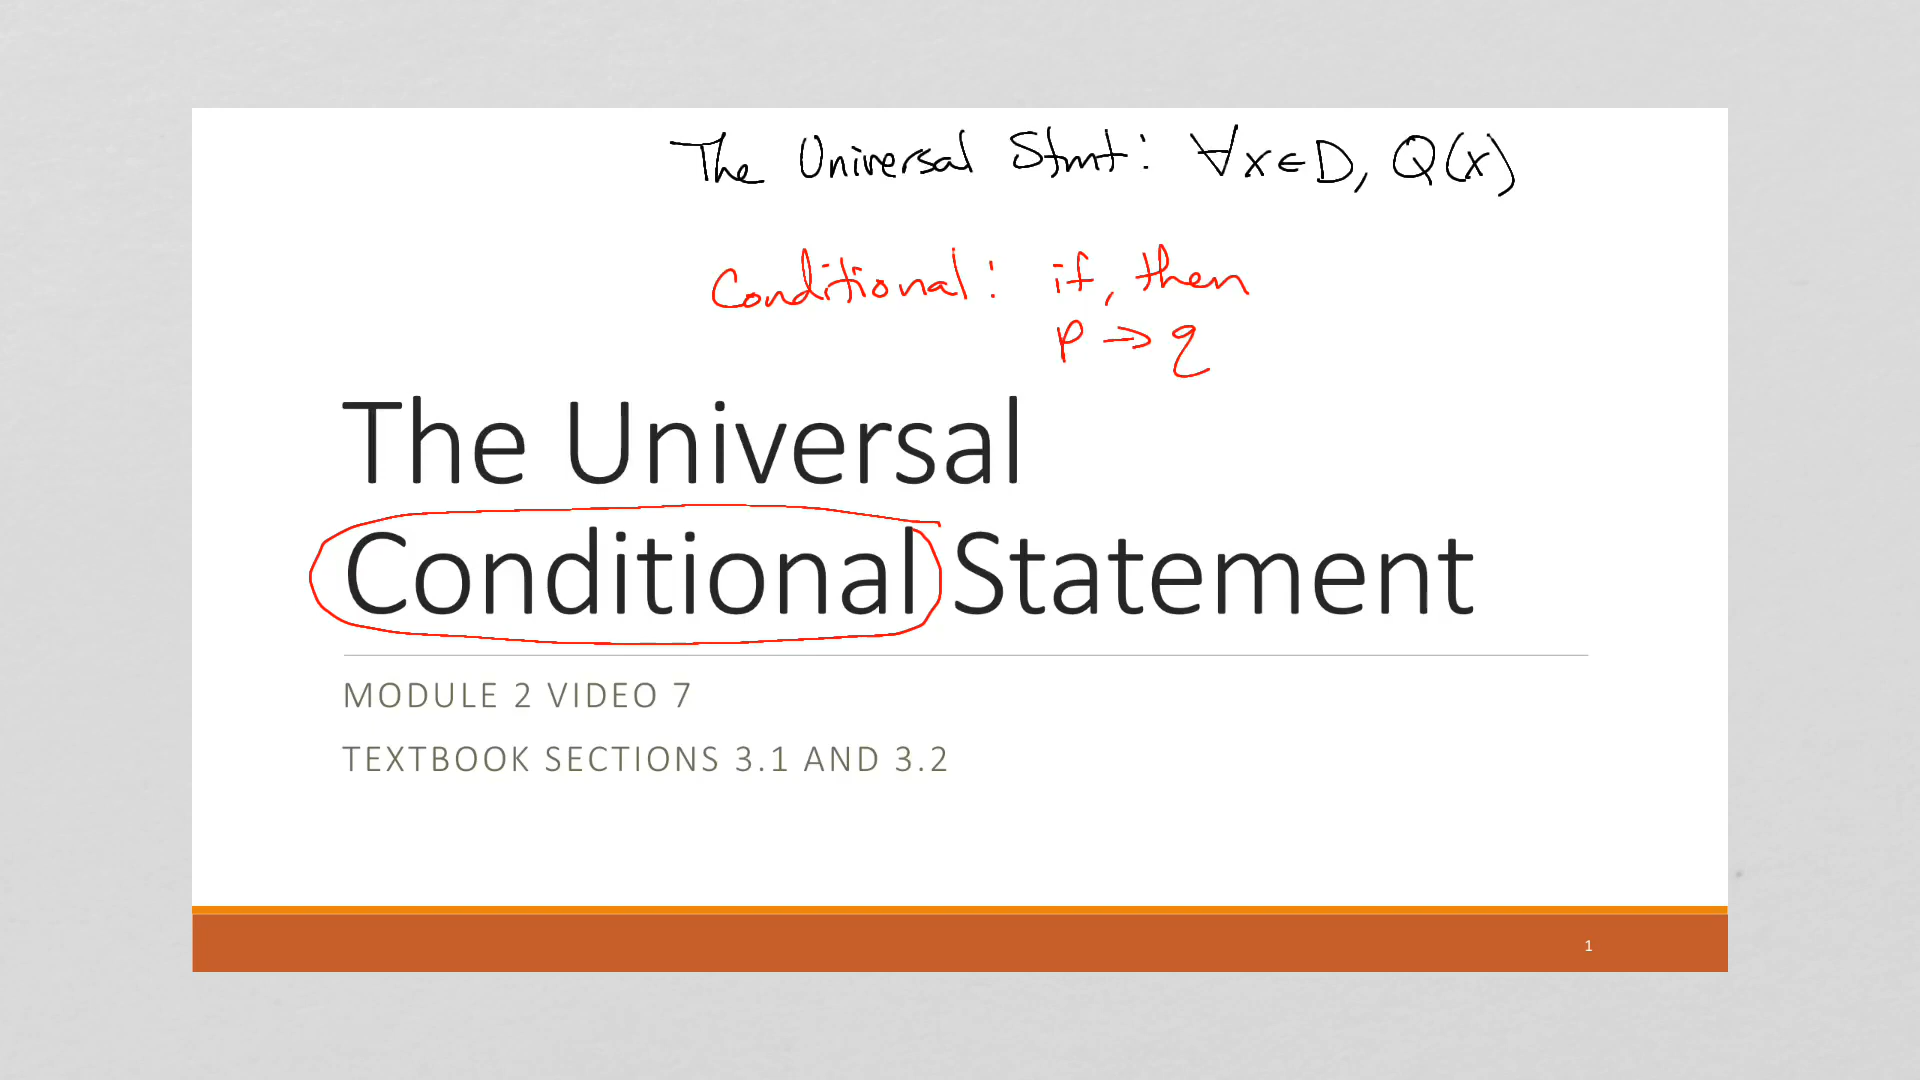 The Universal Stmt: ∀x∈D, Q(x)
Conditional: if, then
p → q
The Universal
Conditional Statement
MODULE 2 VIDEO 7
TEXTBOOK SECTIONS 3.1 AND 3.2
1